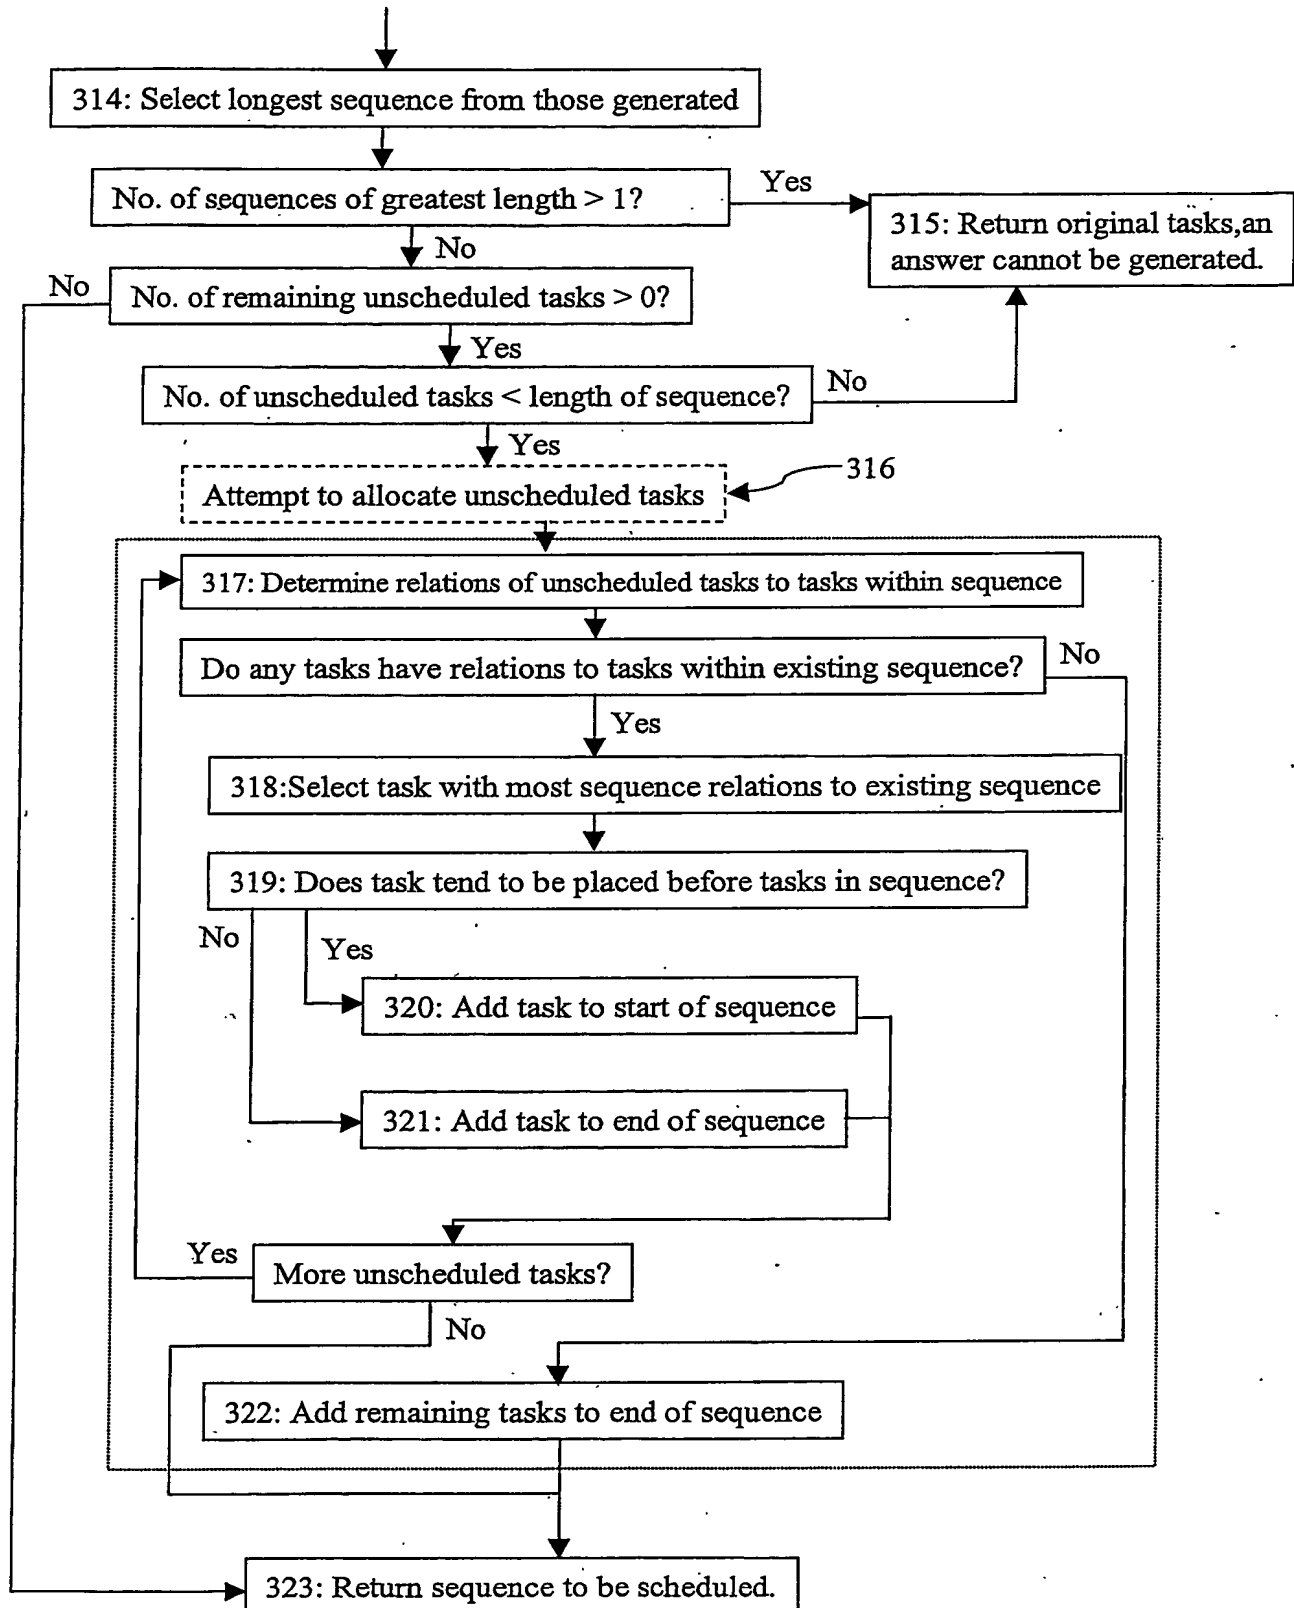 314: Select longest sequence from those generated
No. of sequences of greatest length > 1?
Yes
315: Return original tasks,an
answer cannot be generated.
No
No
No. of remaining unscheduled tasks > 0?
Yes
No. of unscheduled tasks < length of sequence?
No
Yes
Attempt to allocate unscheduled tasks
316
317: Determine relations of unscheduled tasks to tasks within sequence
Do any tasks have relations to tasks within existing sequence?
No
Yes
318:Select task with most sequence relations to existing sequence
319: Does task tend to be placed before tasks in sequence?
No
Yes
320: Add task to start of sequence
321: Add task to end of sequence
Yes
More unscheduled tasks?
No
322: Add remaining tasks to end of sequence
323: Return sequence to be scheduled.